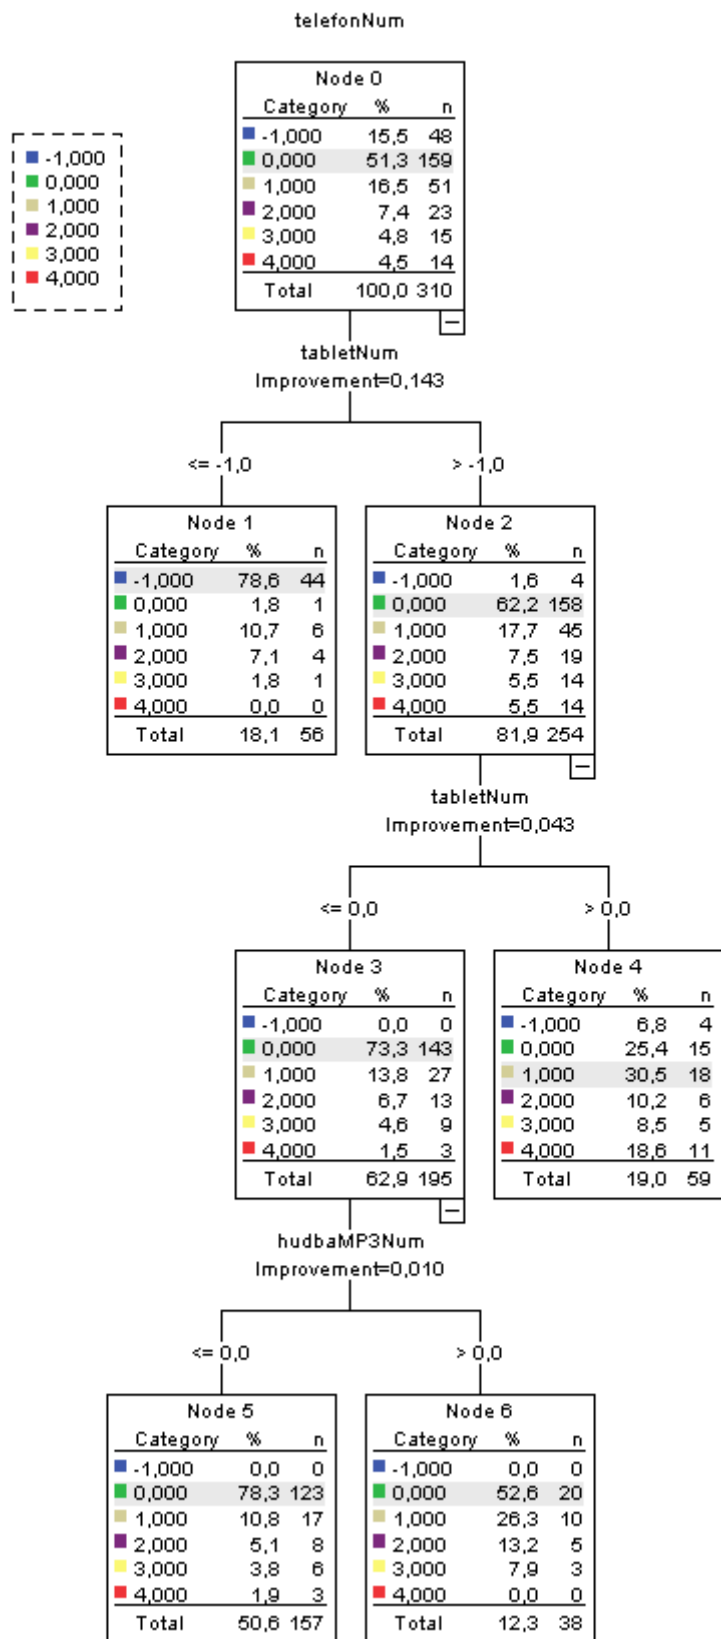 telefonNum
-1,000
0,000
1,000
2,000
3,000
4,000
Node 0
Category % n
-1,000 15,5 48
0,000 51,3 159
1,000 16,5 51
2,000 7,4 23
3,000 4,8 15
4,000 4,5 14
Total 100,0 310
tabletNum
Improvement=0,143
<= -1,0 > -1,0
Node 1
Category % n
-1,000 78,6 44
0,000 1,8 1
1,000 10,7 6
2,000 7,1 4
3,000 1,8 1
4,000 0,0 0
Total 18,1 56
Node 2
Category % n
-1,000 1,6 4
0,000 62,2 158
1,000 17,7 45
2,000 7,5 19
3,000 5,5 14
4,000 5,5 14
Total 81,9 254
tabletNum
Improvement=0,043
<= 0,0 > 0,0
Node 3
Category % n
-1,000 0,0 0
0,000 73,3 143
1,000 13,8 27
2,000 6,7 13
3,000 4,6 9
4,000 1,5 3
Total 62,9 195
Node 4
Category % n
-1,000 6,8 4
0,000 25,4 15
1,000 30,5 18
2,000 10,2 6
3,000 8,5 5
4,000 18,6 11
Total 19,0 59
hudbaMP3Num
Improvement=0,010
<= 0,0 > 0,0
Node 5
Category % n
-1,000 0,0 0
0,000 78,3 123
1,000 10,8 17
2,000 5,1 8
3,000 3,8 6
4,000 1,9 3
Total 50,6 157
Node 6
Category % n
-1,000 0,0 0
0,000 52,6 20
1,000 26,3 10
2,000 13,2 5
3,000 7,9 3
4,000 0,0 0
Total 12,3 38